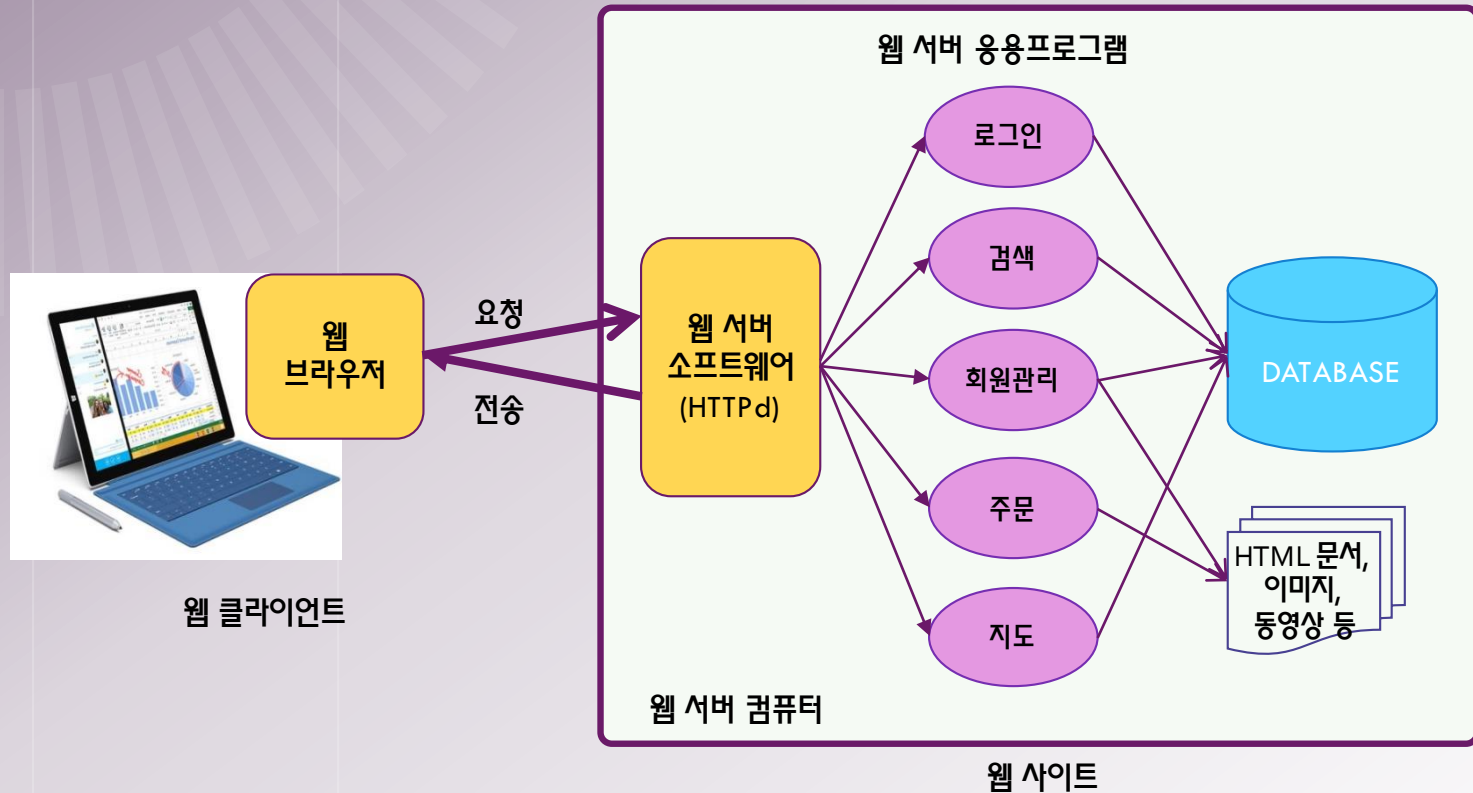 웹 서버 응용프로그램
로그인
검색
웹
브라우저
요청
전송
웹 서버
소프트웨어
(HTTPd)
회원관리
DATABASE
주문
HTML 문서,
이미지,
동영상 등
웹 클라이언트
지도
웹 서버 컴퓨터
웹 사이트